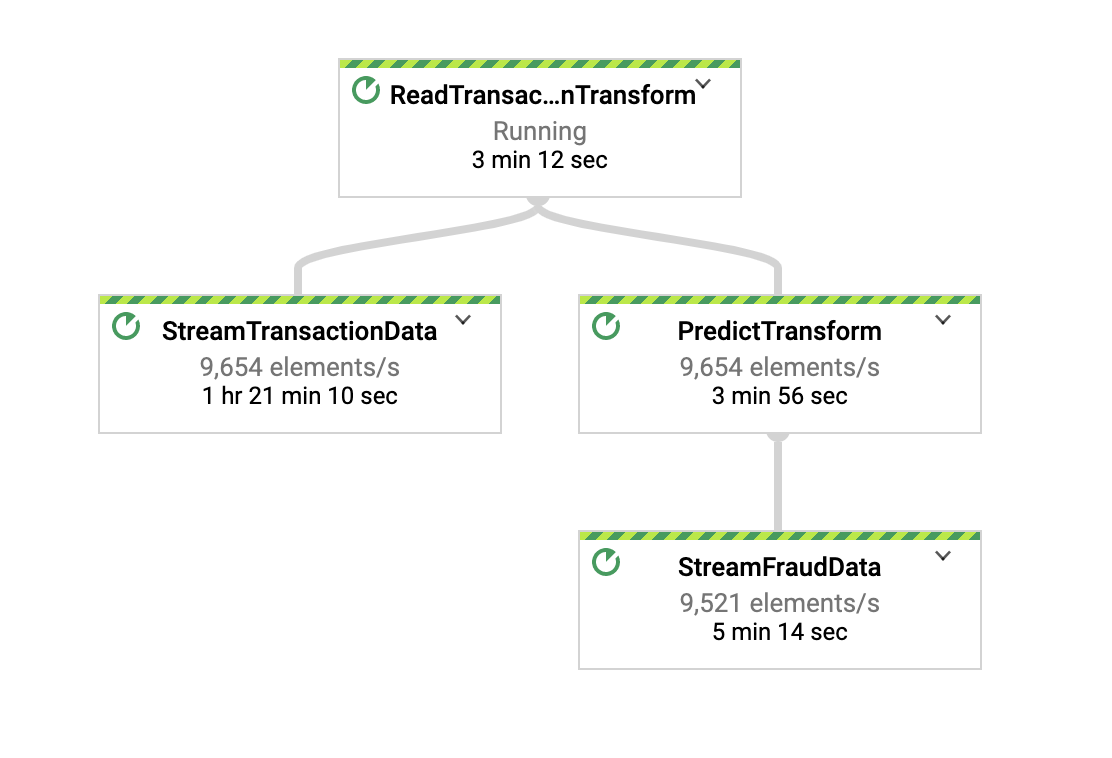 ReadTransac...nTransform
Running
3 min 12 sec
StreamTransactionData
9,654 elements/s
1 hr 21 min 10 sec
PredictTransform
9,654 elements/s
3 min 56 sec
StreamFraudData
9,521 elements/s
5 min 14 sec